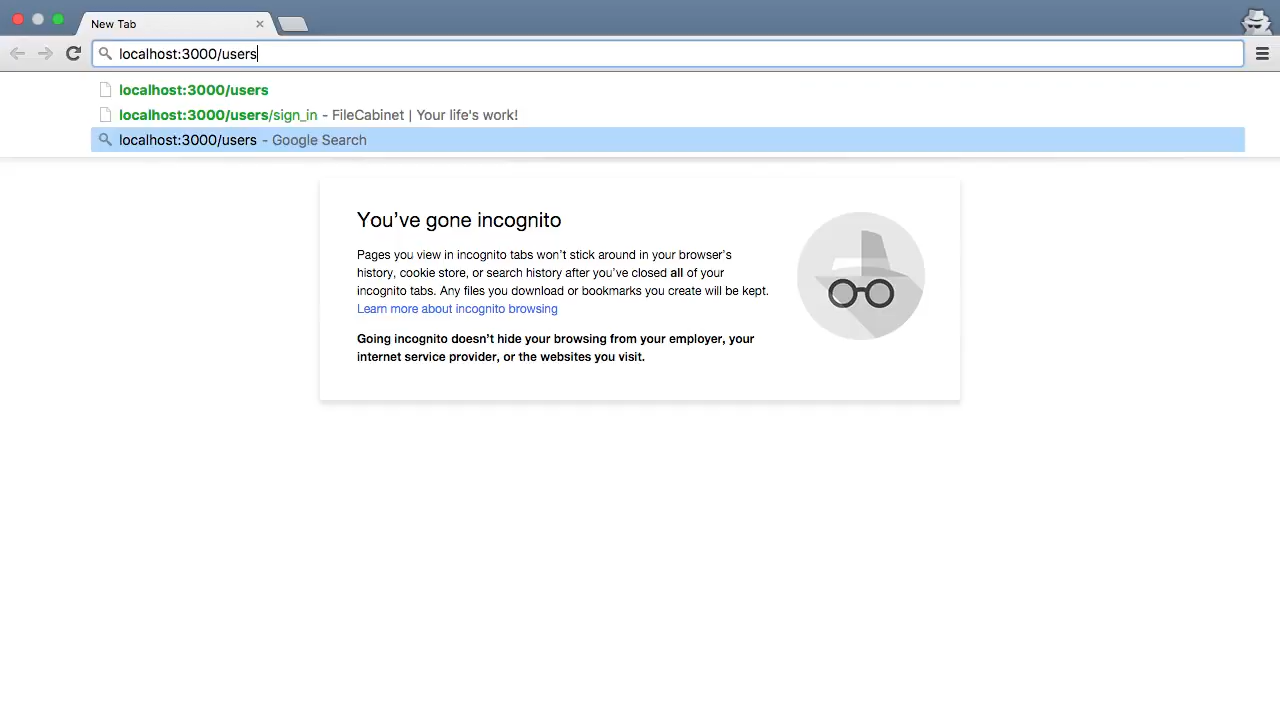 New Tab
localhost:3000/users
localhost:3000/users
localhost:3000/users/sign_in - FileCabinet | Your life's work!
localhost:3000/users - Google Search
You’ve gone incognito
Pages you view in incognito tabs won’t stick around in your browser’s
history, cookie store, or search history after you’ve closed all of your
incognito tabs. Any files you download or bookmarks you create will be kept.
Learn more about incognito browsing
Going incognito doesn’t hide your browsing from your employer, your
internet service provider, or the websites you visit.